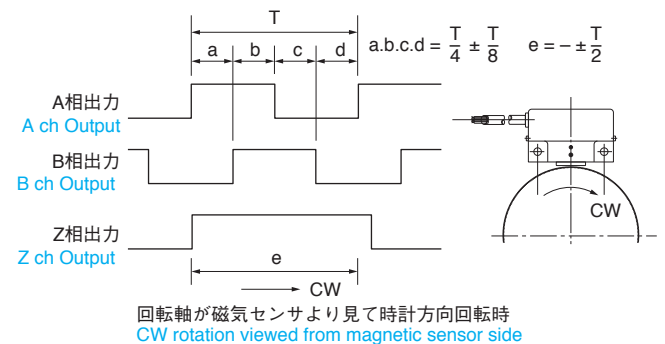 T
a b c d
a.b.c.d = T/4 ± T/8 e = − ± T/2
A相出力
A ch Output
B相出力
B ch Output
Z相出力
Z ch Output
e
CW
CW
回転軸が磁気センサより見て時計方向回転時
CW rotation viewed from magnetic sensor side